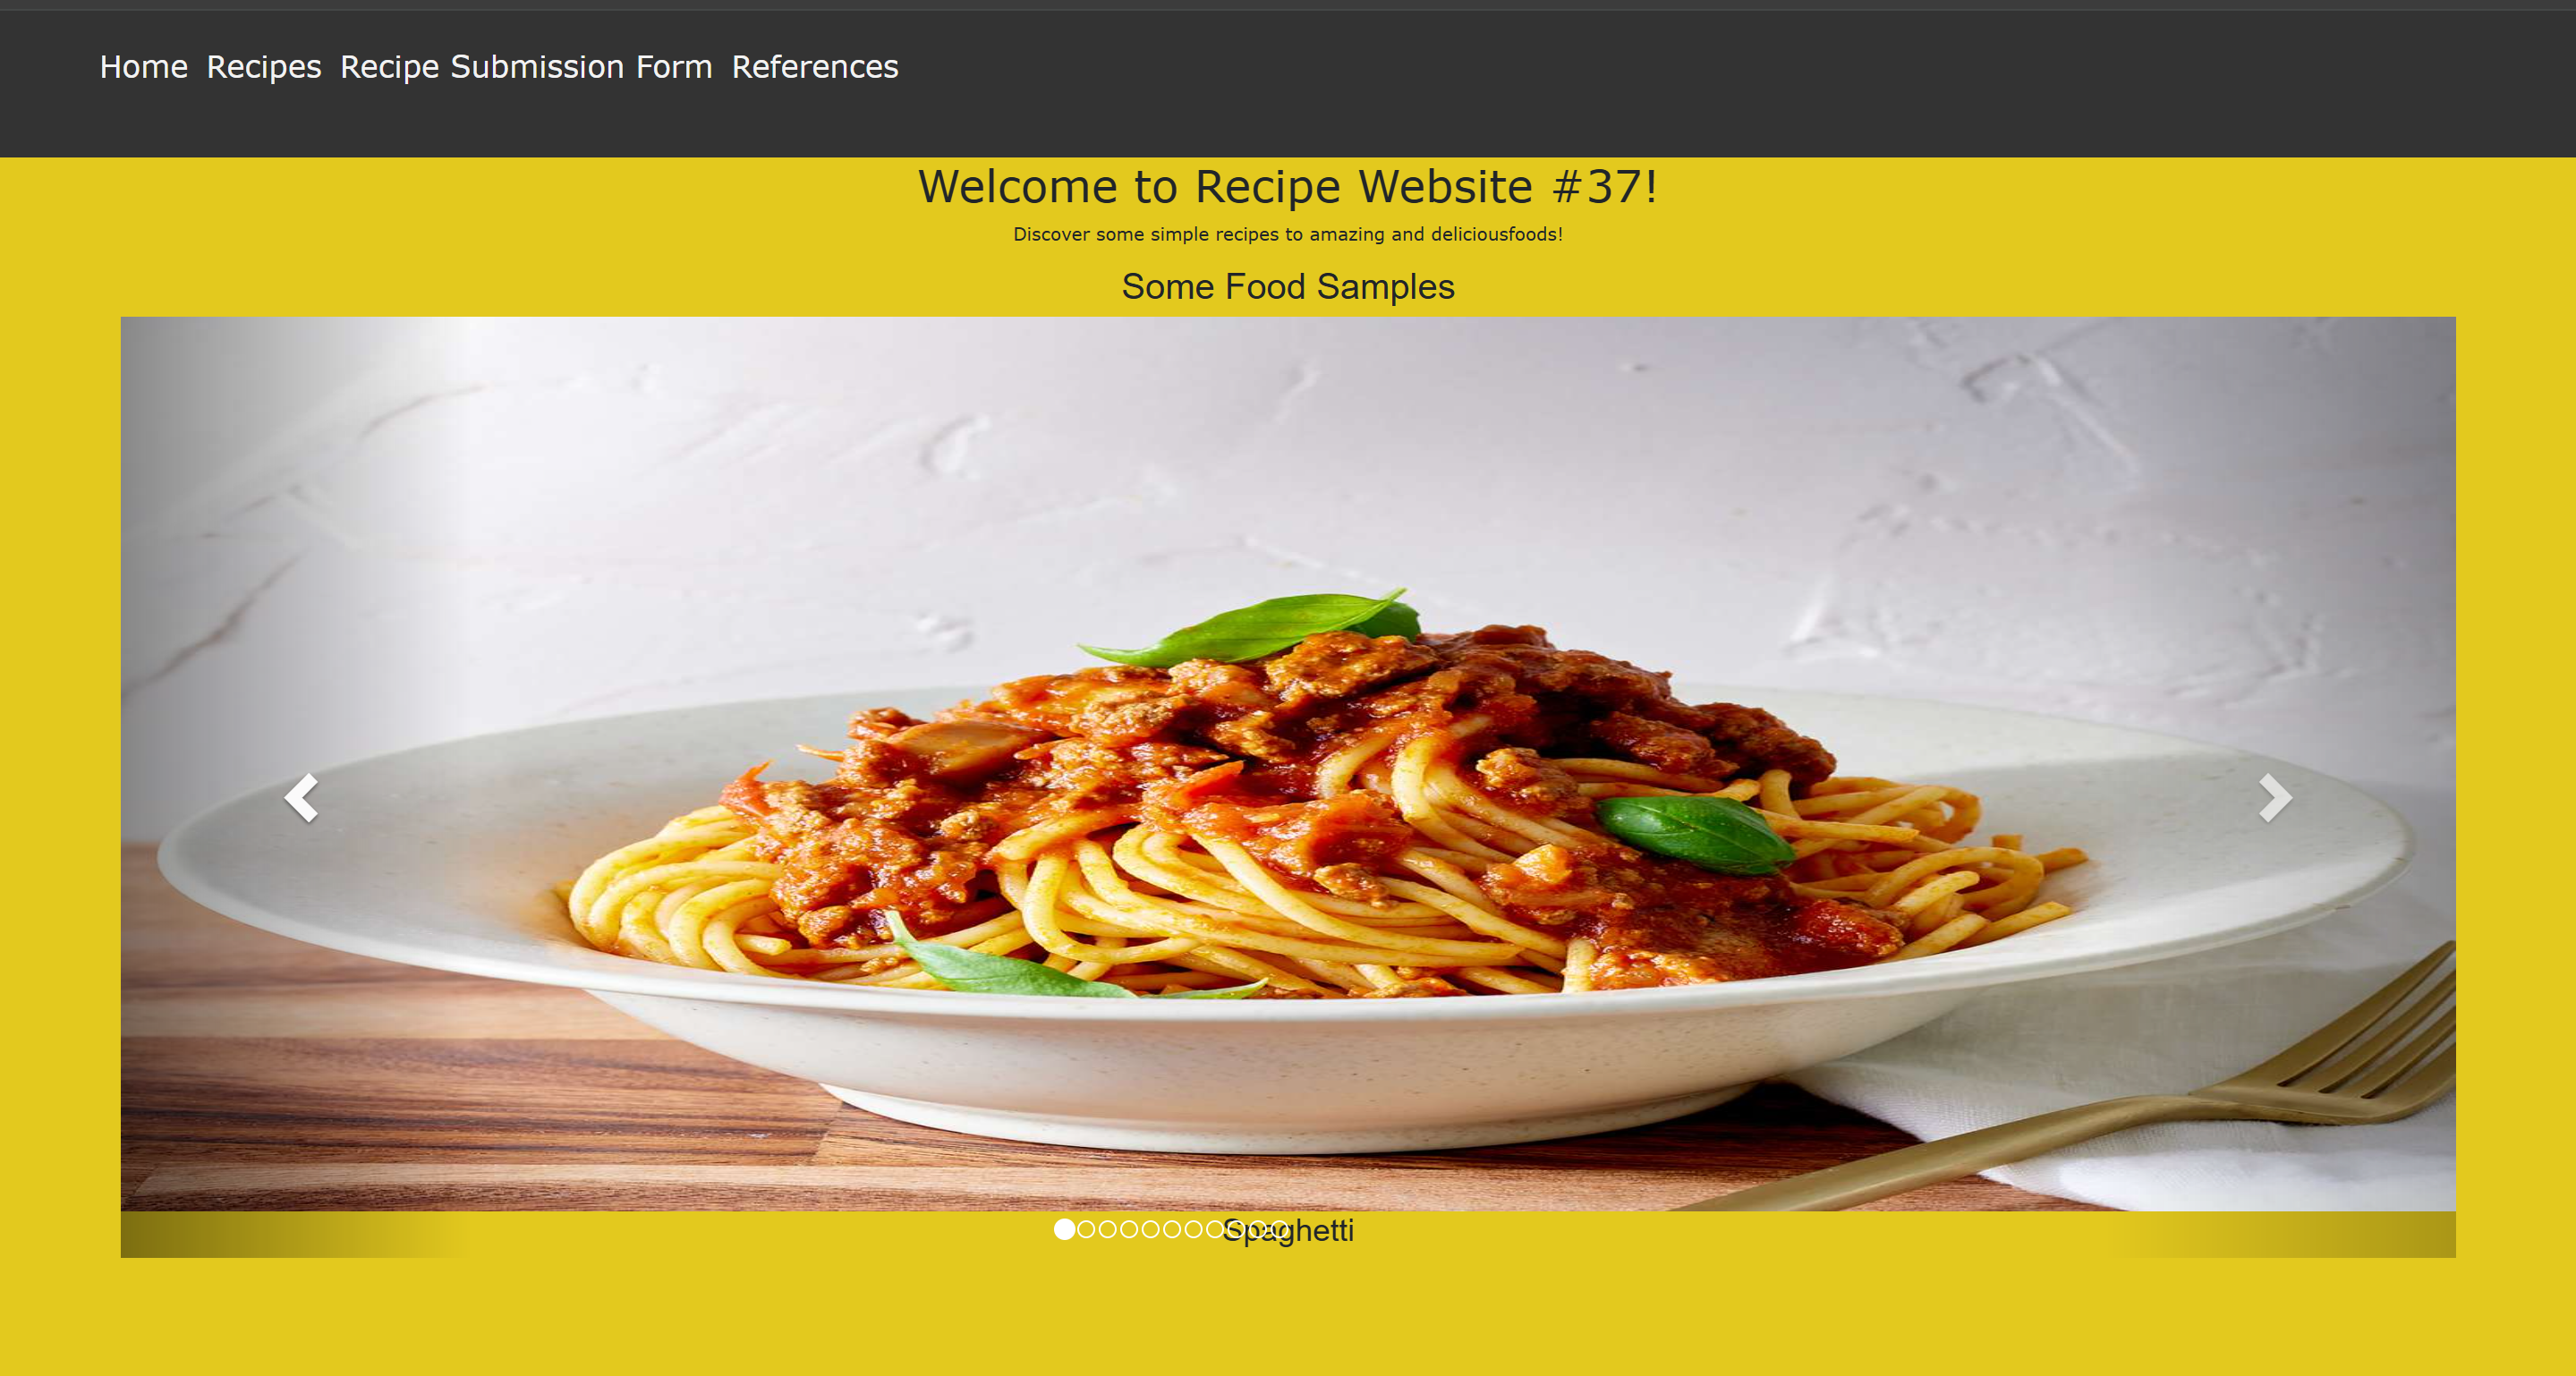 Home Recipes Recipe Submission Form References
Welcome to Recipe Website #37!
Discover some simple recipes to amazing and deliciousfoods!
Some Food Samples
Spaghetti